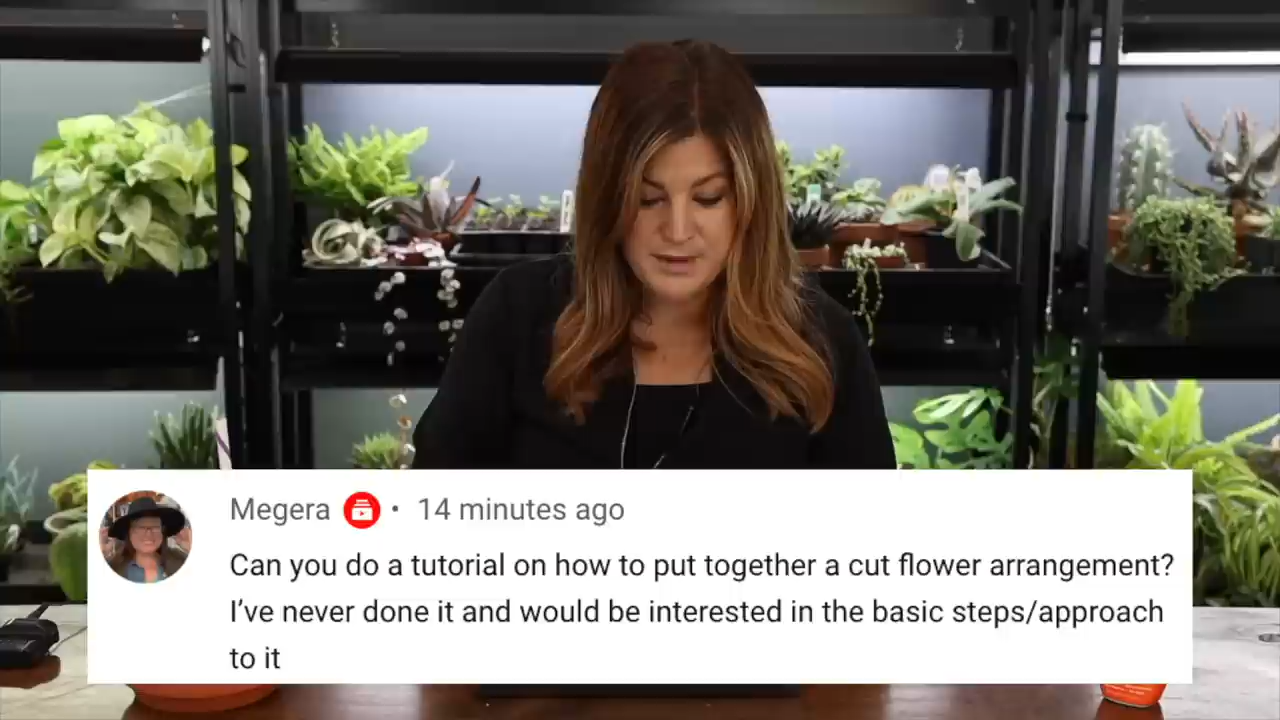 Megera • 14 minutes ago
Can you do a tutorial on how to put together a cut flower arrangement?
I've never done it and would be interested in the basic steps/approach
to it